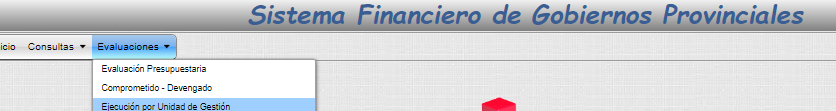 Sistema Financiero de Gobiernos Provinciales
icio Consultas Evaluaciones
Evaluación Presupuestaria
Comprometido - Devengado
Ejecución por Unidad de Gestión